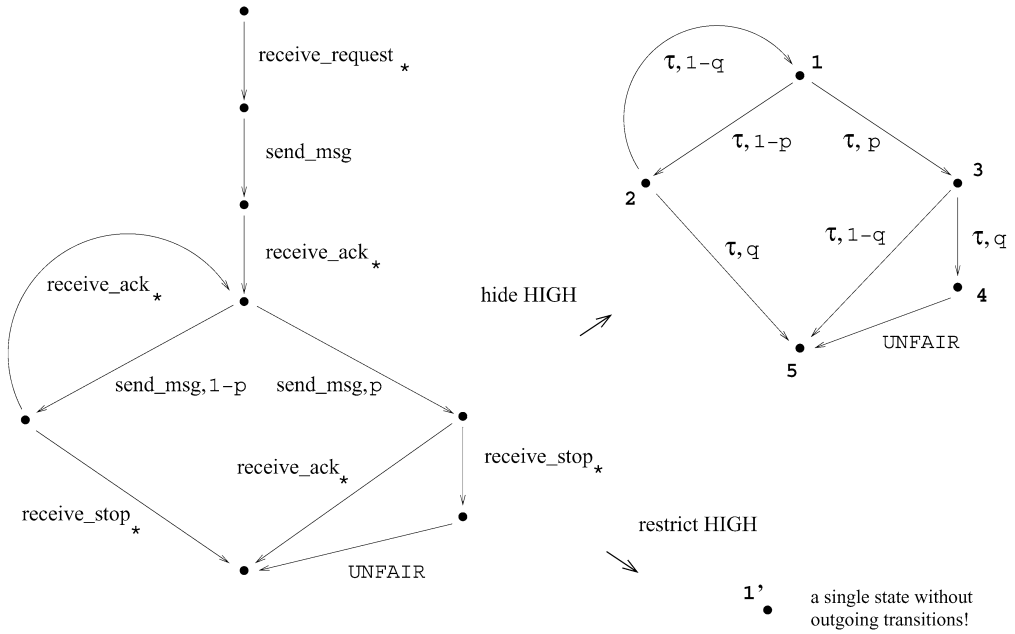 receive_request *
send_msg
receive_ack *
receive_ack *
send_msg, 1-p
send_msg, p
receive_ack *
receive_stop *
receive_stop *
UNFAIR
hide HIGH
τ, 1-q
1
τ, 1-p
τ, p
2
3
τ, q
τ, 1-q
τ, q
4
UNFAIR
5
restrict HIGH
1’
a single state without
outgoing transitions!